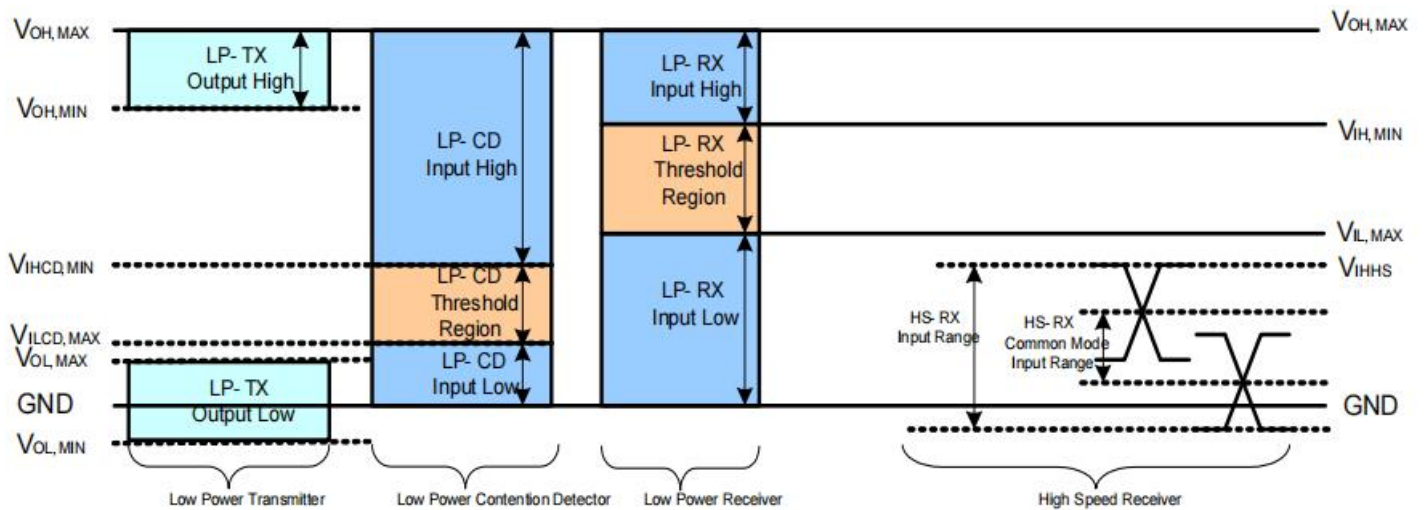 VOH,MAX
LP- TX
Output High
VOH,MIN
LP- CD
Input High
LP- RX
Input High
LP- RX
Threshold
Region
LP- RX
Input Low
VOH,MAX
VIH,MIN
VIL,MAX
VIHHS
VIHCD,MIN
LP- CD
Threshold
Region
VILCD,MAX
VOL,MAX
LP- CD
Input Low
LP- TX
Output Low
GND
VOL,MIN
HS- RX
Input Range
HS- RX
Common Mode
Input Range
GND
Low Power Transmitter
Low Power Contention Detector
Low Power Receiver
High Speed Receiver